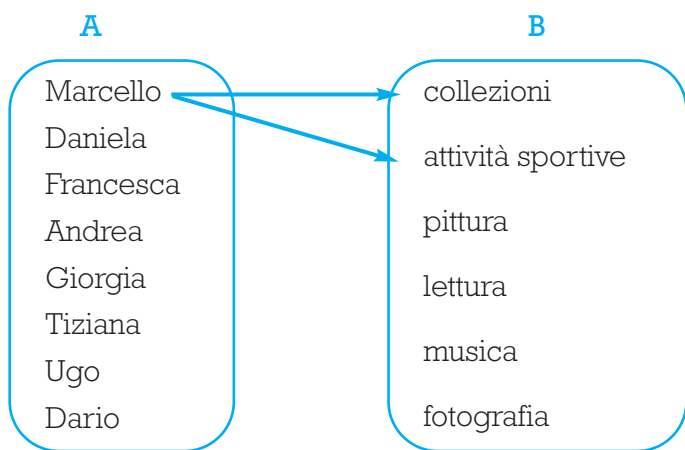 A
B
Marcello
Daniela
Francesca
Andrea
Giorgia
Tiziana
Ugo
Dario
collezioni
attività sportive
pittura
lettura
musica
fotografia